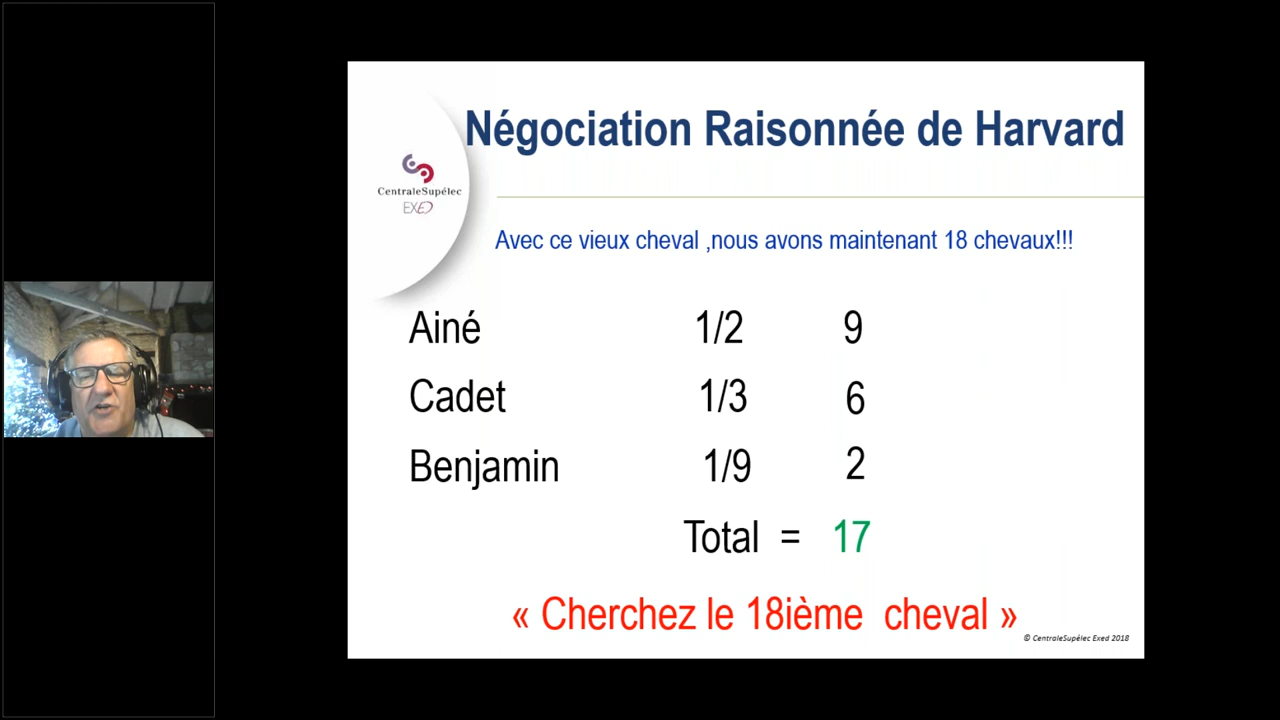 Négociation Raisonnée de Harvard
CentraleSupélec
EXED
Avec ce vieux cheval ,nous avons maintenant 18 chevaux!!!
Ainé 1/2 9
Cadet 1/3 6
Benjamin 1/9 2
Total = 17
« Cherchez le 18ième cheval »
© CentraleSupélec Exed 2018